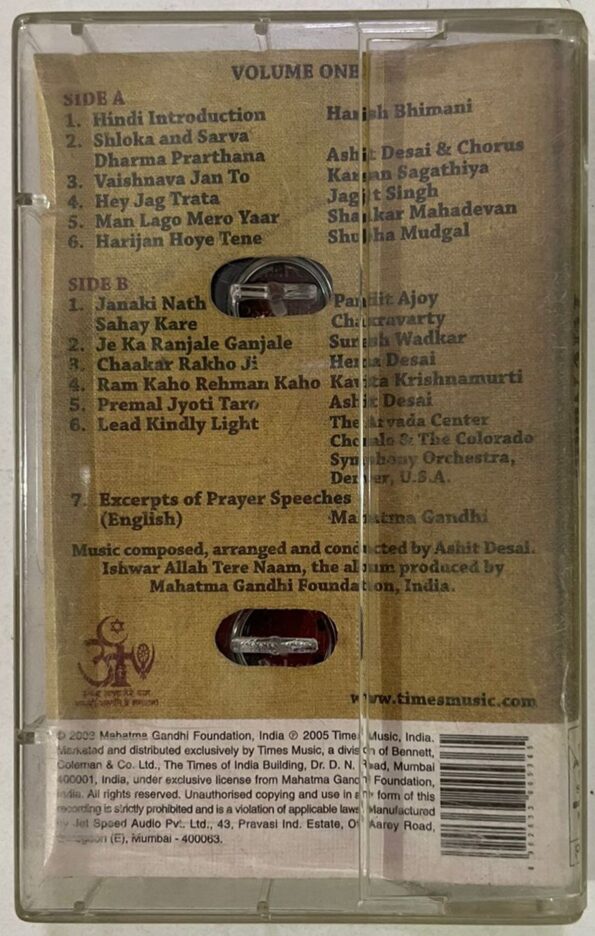 VOLUME ONE
SIDE A
1. Hindi Introduction Harish Bhimani
2. Shloka and Sarva
Dharma Prarthana Ashit Desai & Chorus
3. Vaishnava Jan To Karsan Sagathiya
4. Hey Jag Trata Jagjit Singh
5. Man Lago Mero Yaar Shankar Mahadevan
6. Harijan Hoye Tene Shubha Mudgal
SIDE B
1. Janaki Nath Pandit Ajoy
Sahay Kare Chakravarty
2. Je Ka Ranjale Ganjale Suresh Wadkar
3. Chaakar Rakho Ji Hema Desai
4. Ram Kaho Rehman Kaho Kavita Krishnamurti
5. Premal Jyoti Taro Ashit Desai
6. Lead Kindly Light The Arvada Center
Chorale & The Colorado
Symphony Orchestra,
Denver, U.S.A.
7. Excerpts of Prayer Speeches
(English) Mahatma Gandhi
Music composed, arranged and conducted by Ashit Desai.
Ishwar Allah Tere Naam, the album produced by
Mahatma Gandhi Foundation, India.
www.timesmusic.com
© 2003 Mahatma Gandhi Foundation, India ℗ 2005 Times Music, India.
Marketed and distributed exclusively by Times Music, a division of Bennett,
Coleman & Co. Ltd., The Times of India Building, Dr. D. N. Road, Mumbai
400001, India, under exclusive license from Mahatma Gandhi Foundation,
India. All rights reserved. Unauthorised copying and use in any form of this
recording is strictly prohibited and is a violation of applicable laws. Manufactured
by Jet Speed Audio Pvt. Ltd., 43, Pravasi Ind. Estate, Off Aarey Road,
Goregaon (E), Mumbai - 400063.